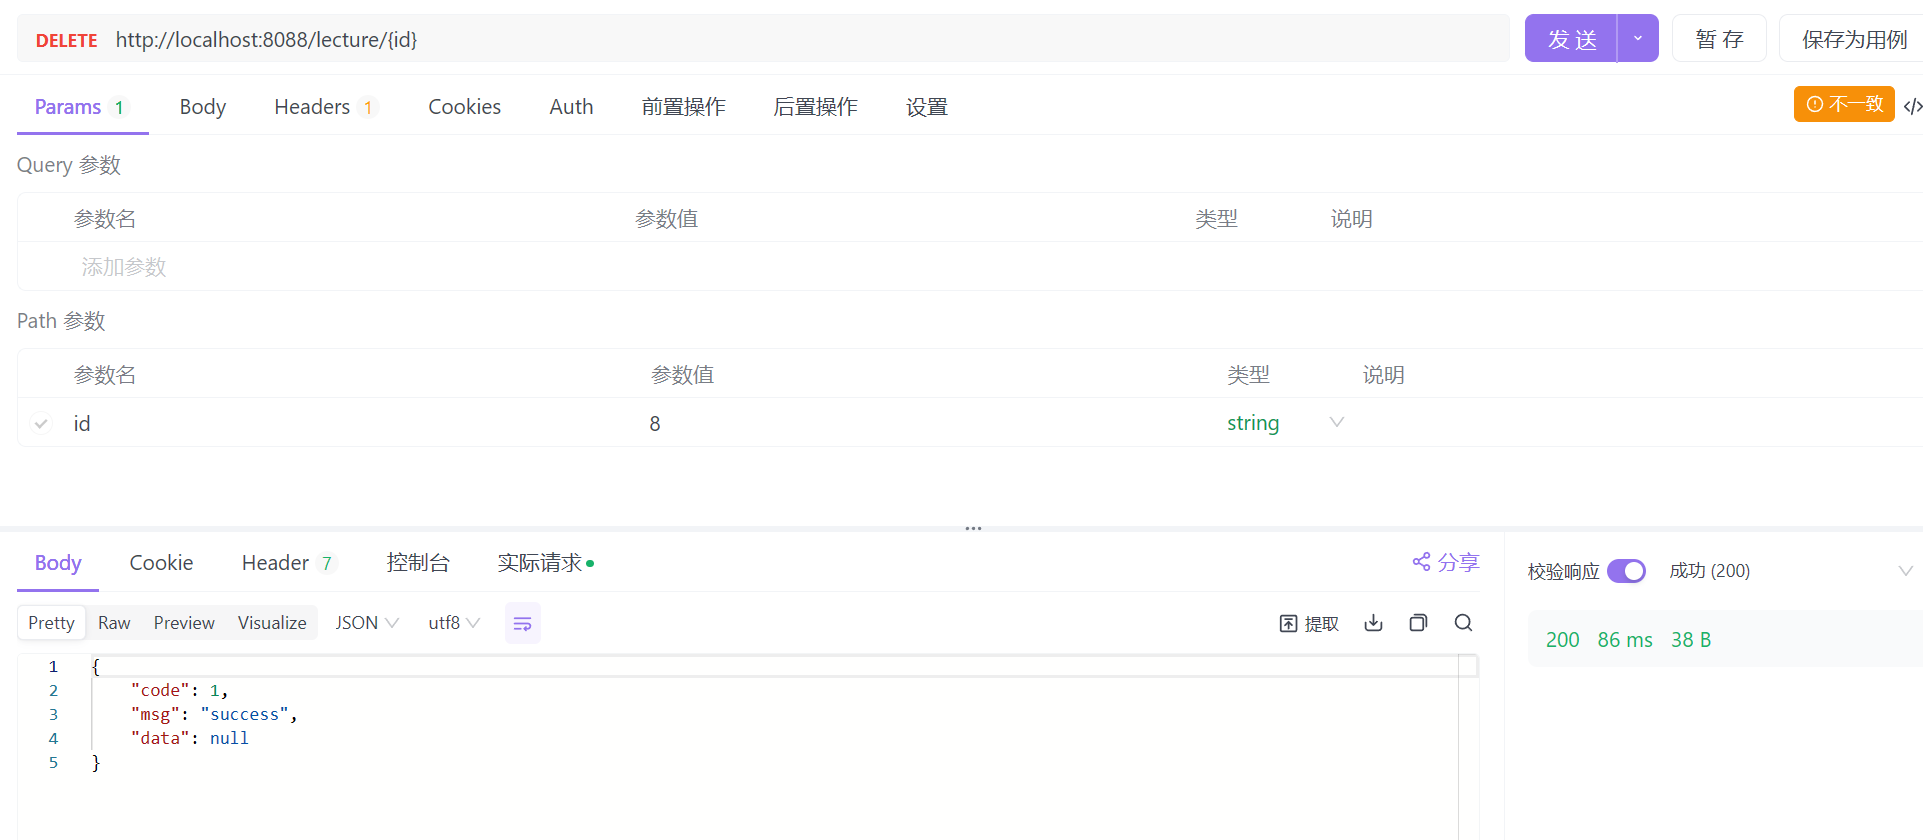 DELETE http://localhost:8088/lecture/{id} 发 送 暂 存 保存为用例
Params 1 Body Headers 1 Cookies Auth 前置操作 后置操作 设置 不一致
Query 参数
参数名 参数值 类型 说明
添加参数
Path 参数
参数名 参数值 类型 说明
id 8 string
Body Cookie Header 7 控制台 实际请求 分享
校验响应 成功 (200)
Pretty Raw Preview Visualize JSON utf8 提取
200 86 ms 38 B
1 {
2 "code": 1,
3 "msg": "success",
4 "data": null
5 }